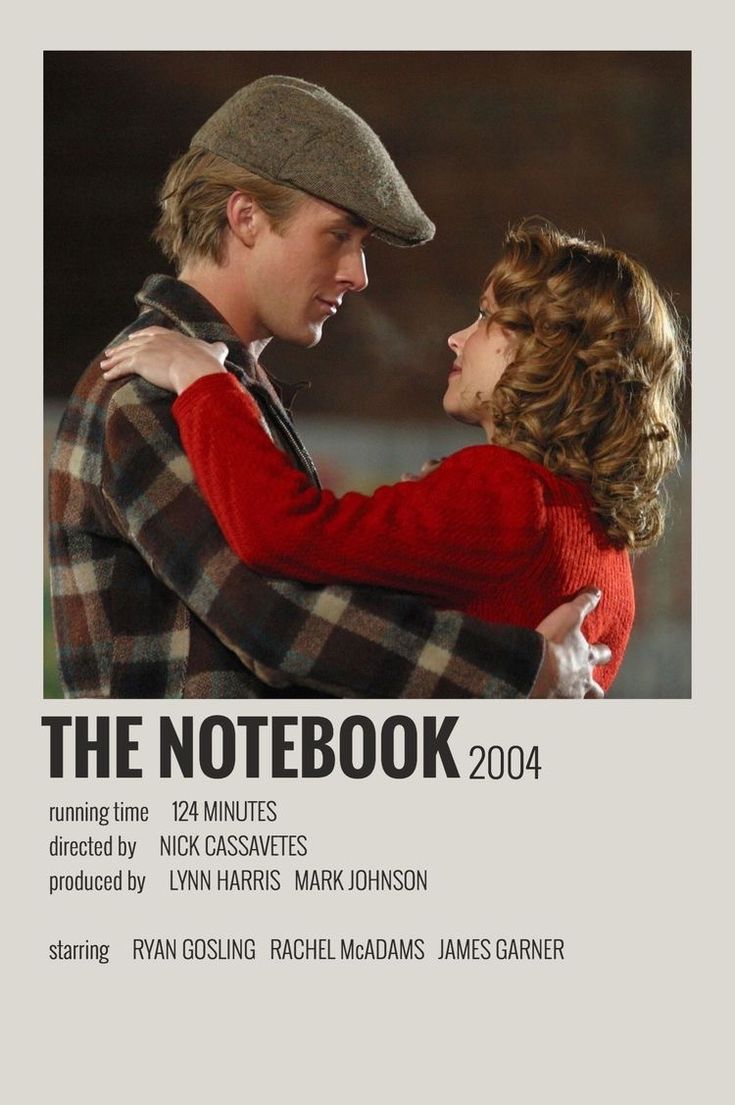 THE NOTEBOOK 2004
running time 124 MINUTES
directed by NICK CASSAVETES
produced by LYNN HARRIS MARK JOHNSON
starring RYAN GOSLING RACHEL McADAMS JAMES GARNER